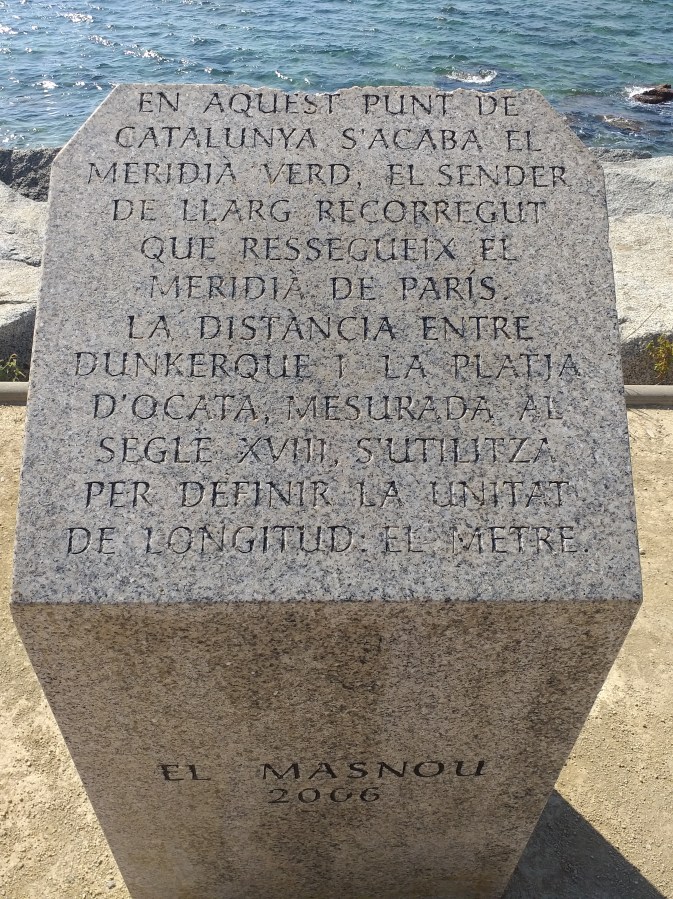 EN AQUEST PUNT DE
CATALUNYA S'ACABA EL
MERIDIÀ VERD, EL SENDER
DE LLARG RECORREGUT
QUE RESSEGUEIX EL
MERIDIÀ DE PARÍS.
LA DISTÀNCIA ENTRE
DUNKERQUE I LA PLATJA
D'OCATA, MESURADA AL
SEGLE XVIII, S'UTILITZA
PER DEFINIR LA UNITAT
DE LONGITUD: EL METRE.
EL MASNOU
2006